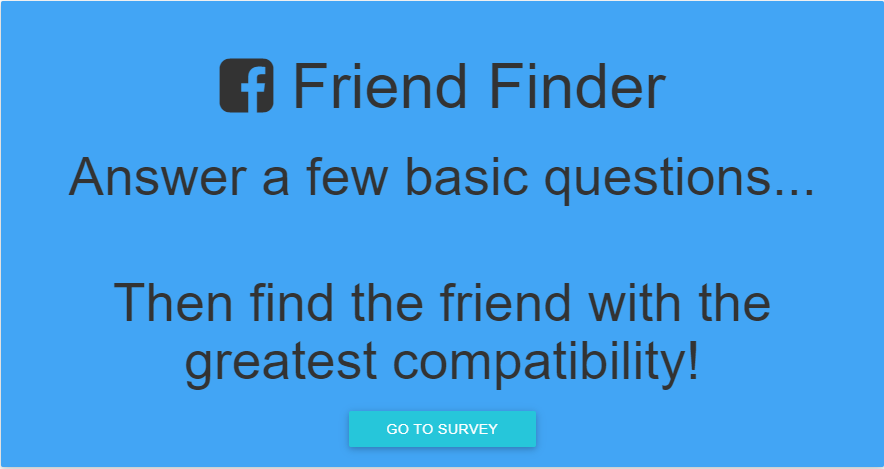 Friend Finder
Answer a few basic questions...
Then find the friend with the
greatest compatibility!
GO TO SURVEY